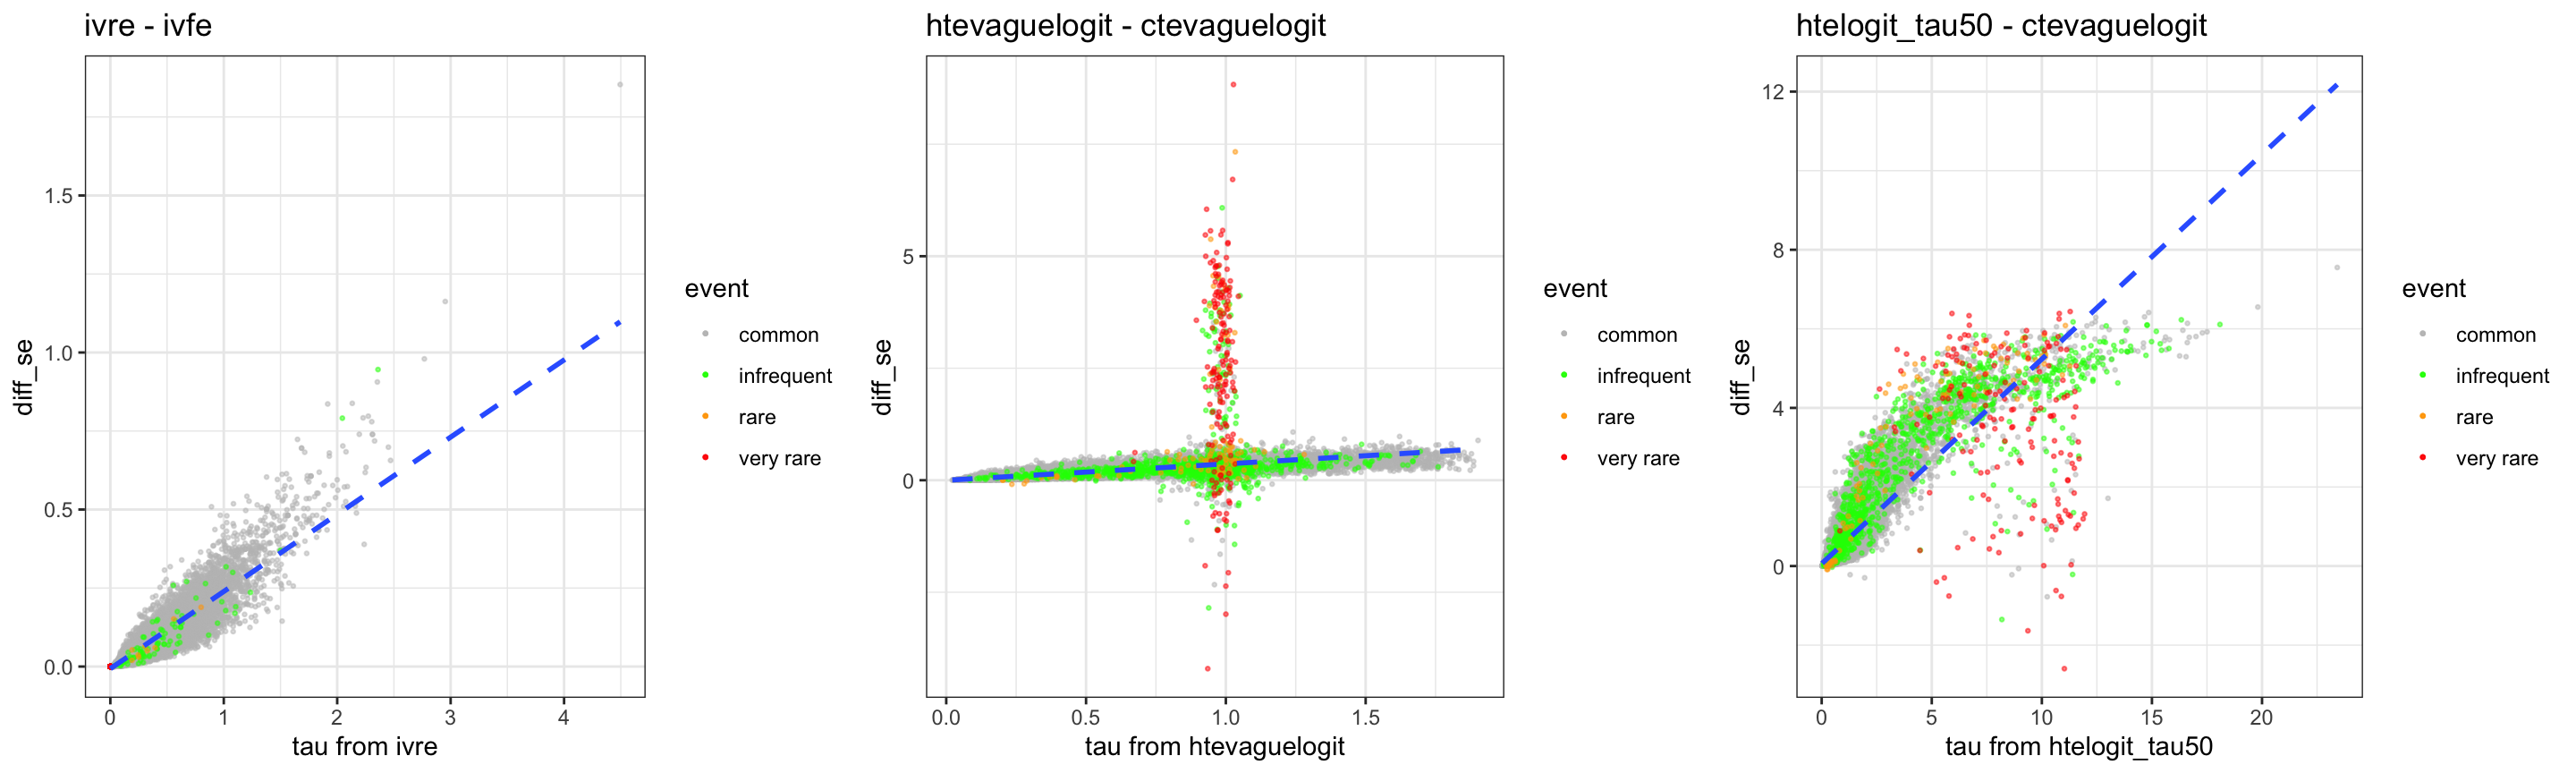 ivre - ivfe
diff_se
1.5
1.0
0.5
0.0
0 1 2 3 4
tau from ivre
event
common
infrequent
rare
very rare
htevaguelogit - ctevaguelogit
diff_se
5
0
0.0 0.5 1.0 1.5
tau from htevaguelogit
event
common
infrequent
rare
very rare
htelogit_tau50 - ctevaguelogit
diff_se
12
8
4
0
0 5 10 15 20
tau from htelogit_tau50
event
common
infrequent
rare
very rare